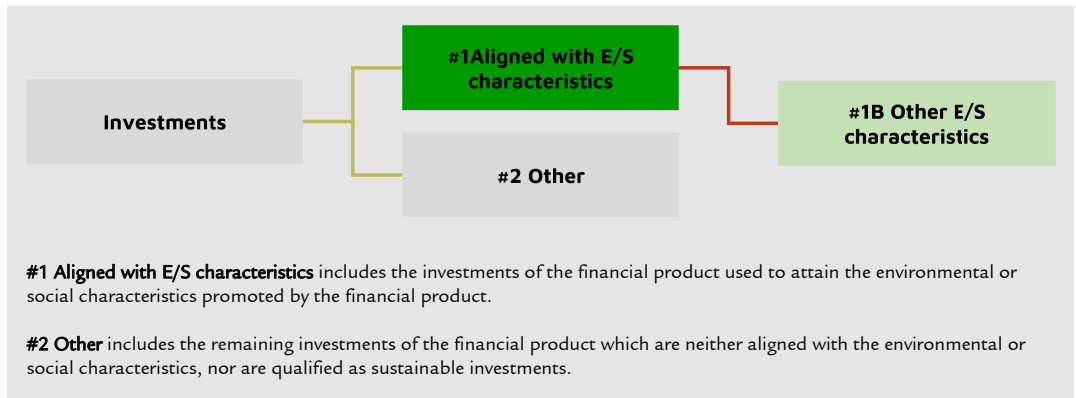 #1Aligned with E/S
characteristics
Investments
#1B Other E/S
characteristics
#2 Other
#1 Aligned with E/S characteristics includes the investments of the financial product used to attain the environmental or
social characteristics promoted by the financial product.
#2 Other includes the remaining investments of the financial product which are neither aligned with the environmental or
social characteristics, nor are qualified as sustainable investments.